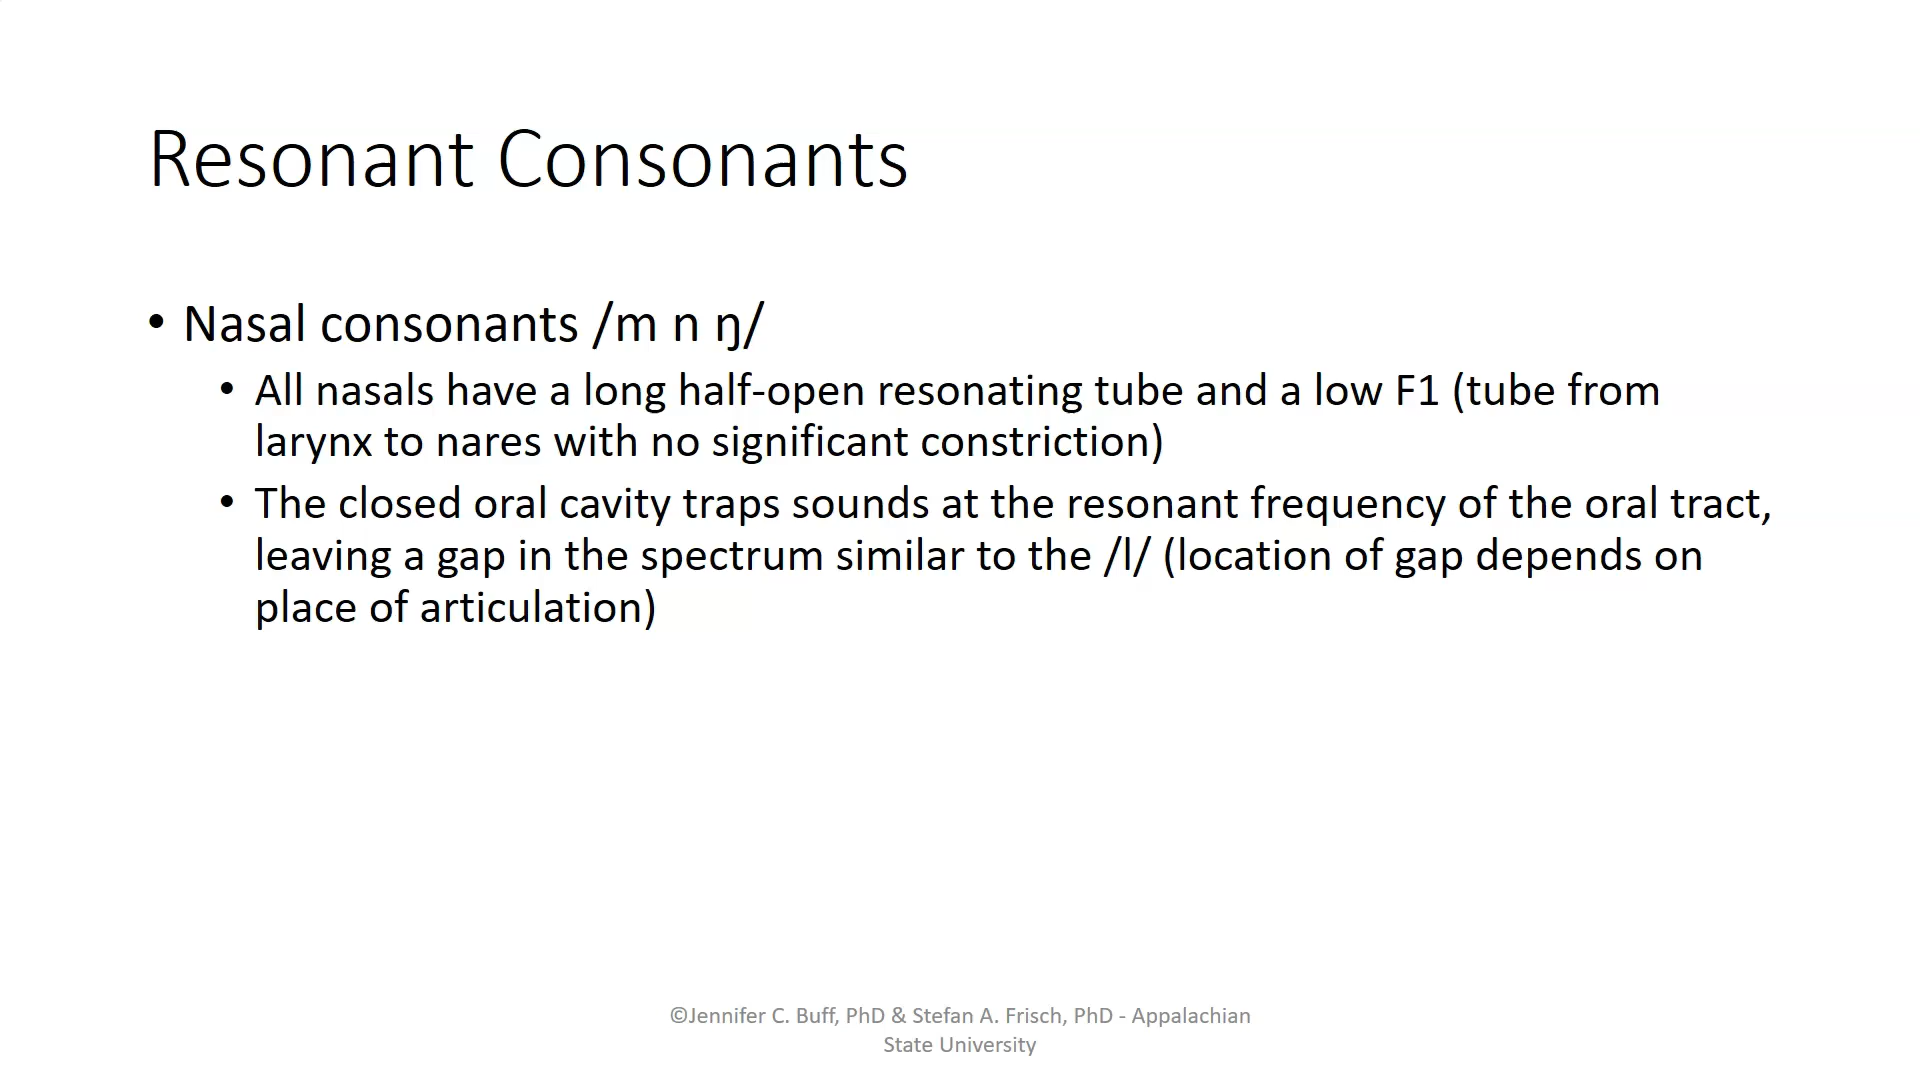 Resonant Consonants
• Nasal consonants /m n ŋ/
• All nasals have a long half-open resonating tube and a low F1 (tube from
larynx to nares with no significant constriction)
• The closed oral cavity traps sounds at the resonant frequency of the oral tract,
leaving a gap in the spectrum similar to the /l/ (location of gap depends on
place of articulation)
©Jennifer C. Buff, PhD & Stefan A. Frisch, PhD - Appalachian
State University